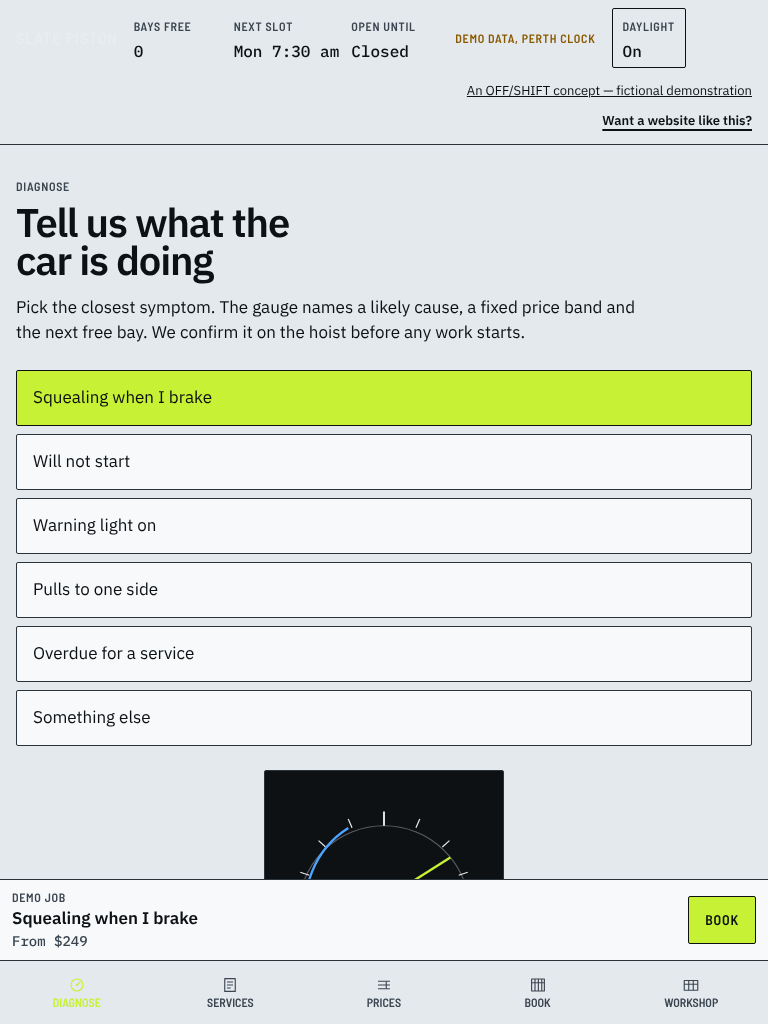 SLATE PISTON
BAYS FREE
0
NEXT SLOT
Mon 7:30 am
OPEN UNTIL
Closed
DEMO DATA, PERTH CLOCK
DAYLIGHT
On
An OFF/SHIFT concept — fictional demonstration
Want a website like this?
DIAGNOSE
Tell us what the
car is doing
Pick the closest symptom. The gauge names a likely cause, a fixed price band and
the next free bay. We confirm it on the hoist before any work starts.
Squealing when I brake
Will not start
Warning light on
Pulls to one side
Overdue for a service
Something else
DEMO JOB
Squealing when I brake
From $249
BOOK
DIAGNOSE
SERVICES
PRICES
BOOK
WORKSHOP